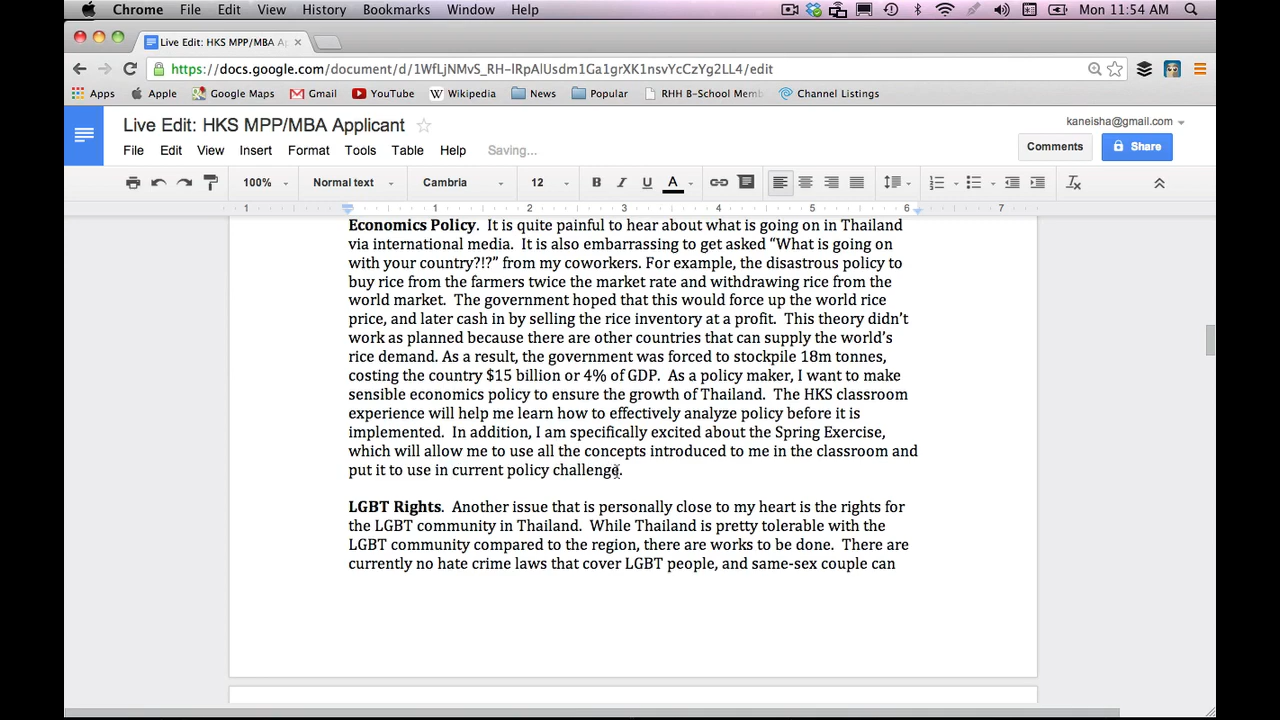 Chrome File Edit View History Bookmarks Window Help Mon 11:54 AM
Live Edit: HKS MPP/MBA Ap
https://docs.google.com/document/d/1WfLjNMvS_RH-lRpAlUsdm1Ga1grXK1nsvYcCzYg2LL4/edit
Apps Apple Google Maps Gmail YouTube Wikipedia News Popular RHH B-School Memb Channel Listings
Live Edit: HKS MPP/MBA Applicant
kaneisha@gmail.com
File Edit View Insert Format Tools Table Help Saving...
Comments Share
100% Normal text Cambria 12 B I U A
1 1 2 3 4 5 6 7
Economics Policy. It is quite painful to hear about what is going on in Thailand
via international media. It is also embarrassing to get asked “What is going on
with your country?!?” from my coworkers. For example, the disastrous policy to
buy rice from the farmers twice the market rate and withdrawing rice from the
world market. The government hoped that this would force up the world rice
price, and later cash in by selling the rice inventory at a profit. This theory didn’t
work as planned because there are other countries that can supply the world’s
rice demand. As a result, the government was forced to stockpile 18m tonnes,
costing the country $15 billion or 4% of GDP. As a policy maker, I want to make
sensible economics policy to ensure the growth of Thailand. The HKS classroom
experience will help me learn how to effectively analyze policy before it is
implemented. In addition, I am specifically excited about the Spring Exercise,
which will allow me to use all the concepts introduced to me in the classroom and
put it to use in current policy challenge.
LGBT Rights. Another issue that is personally close to my heart is the rights for
the LGBT community in Thailand. While Thailand is pretty tolerable with the
LGBT community compared to the region, there are works to be done. There are
currently no hate crime laws that cover LGBT people, and same-sex couple can